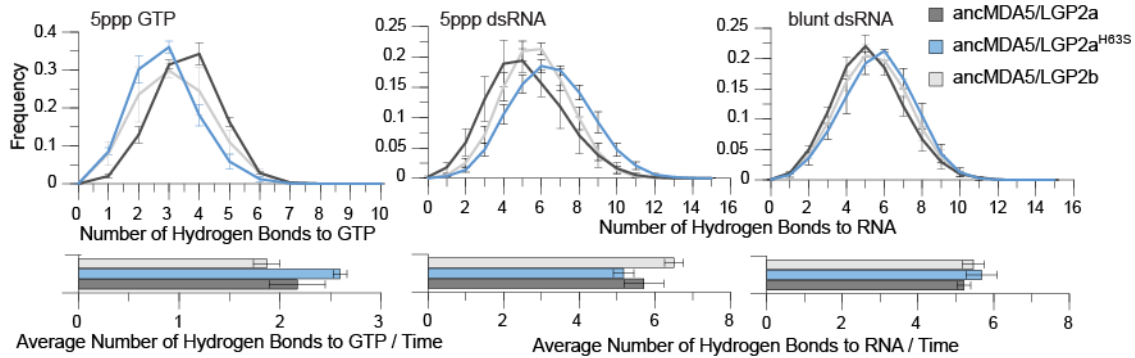 5ppp GTP
5ppp dsRNA
blunt dsRNA
ancMDA5/LGP2a
ancMDA5/LGP2aH63S
ancMDA5/LGP2b
Frequency
0.4
0.3
0.2
0.1
0
0 1 2 3 4 5 6 7 8 9 10
Number of Hydrogen Bonds to GTP
0.25
0.2
0.15
0.1
0.05
0
0 2 4 6 8 10 12 14 16
0.25
0.2
0.15
0.1
0.05
0
0 2 4 6 8 10 12 14 16
Number of Hydrogen Bonds to RNA
0 1 2 3
Average Number of Hydrogen Bonds to GTP / Time
0 2 4 6 8
0 2 4 6 8
Average Number of Hydrogen Bonds to RNA / Time